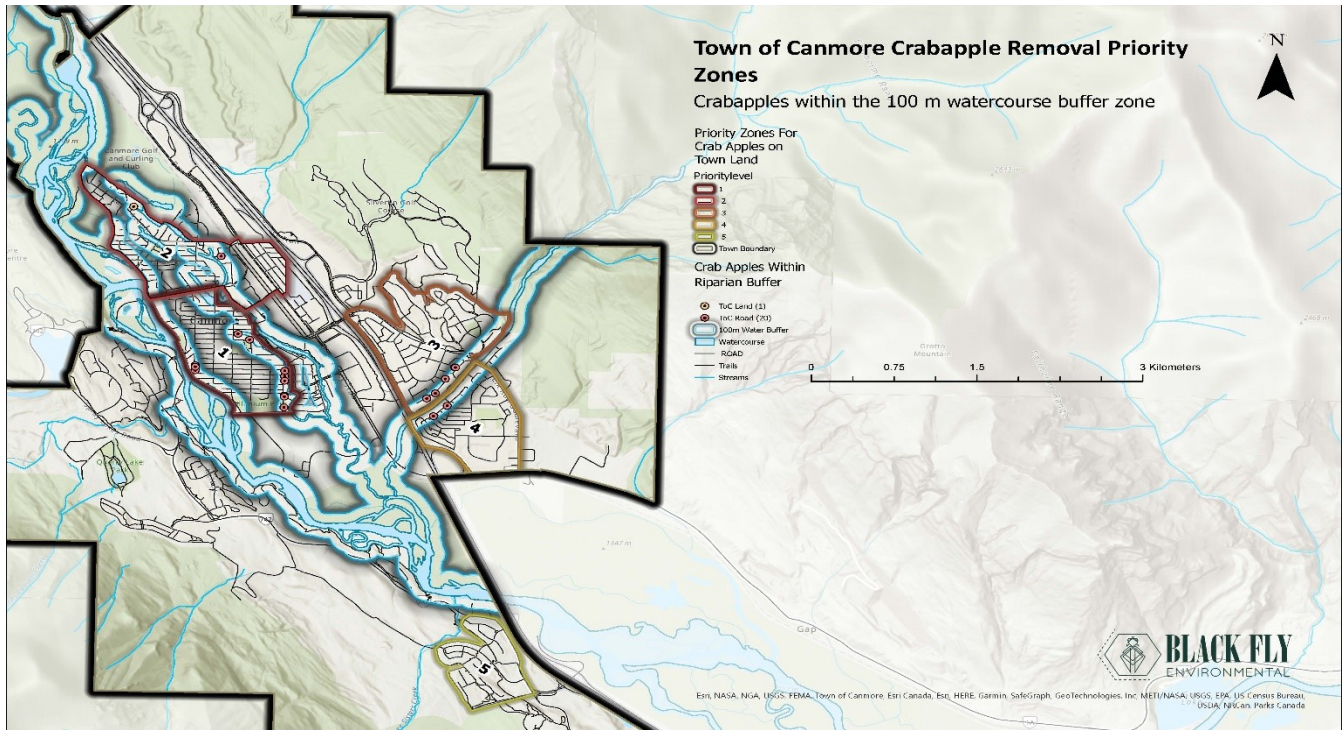 Town of Canmore Crabapple Removal Priority
Zones
Crabapples within the 100 m watercourse buffer zone
N
Priority Zones For
Crab Apples on
Town Land
Prioritylevel
1
2
3
4
5
Town Boundary
Crab Apples Within
Riparian Buffer
ToC Land (1)
ToC Road (20)
100m Water Buffer
Watercourse
ROAD
Trails
Streams
0 0.75 1.5 3 Kilometers
Canmore Golf
and Curling
Club
2
1
3
4
5
Grotto
Mountain
Gap
BLACK FLY
ENVIRONMENTAL
Esri, NASA, NGA, USGS, FEMA, Town of Canmore, Esri Canada, Esri, HERE, Garmin, SafeGraph, GeoTechnologies, Inc, METI/NASA, USGS, EPA, US Census Bureau,
USDA, NRCan, Parks Canada